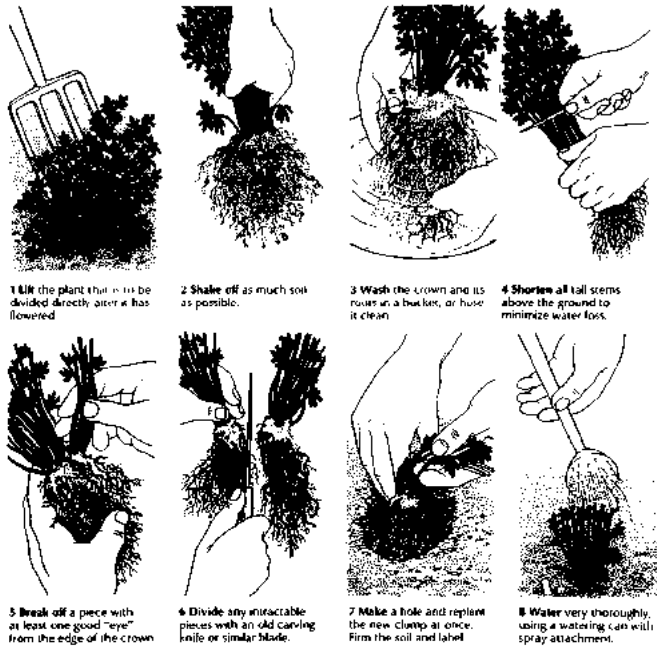 1 Lift the plant that is to be
divided directly after it has
flowered
2 Shake off as much soil
as possible.
3 Wash the crown and its
roots in a bucket, or hose
it clean
4 Shorten all tall stems
above the ground to
minimize water loss.
5 Break off a piece with
at least one good "eye"
from the edge of the crown
6 Divide any intractable
pieces with an old carving
knife or similar blade.
7 Make a hole and replant
the new clump at once.
Firm the soil and label
8 Water very thoroughly,
using a watering can with
spray attachment.